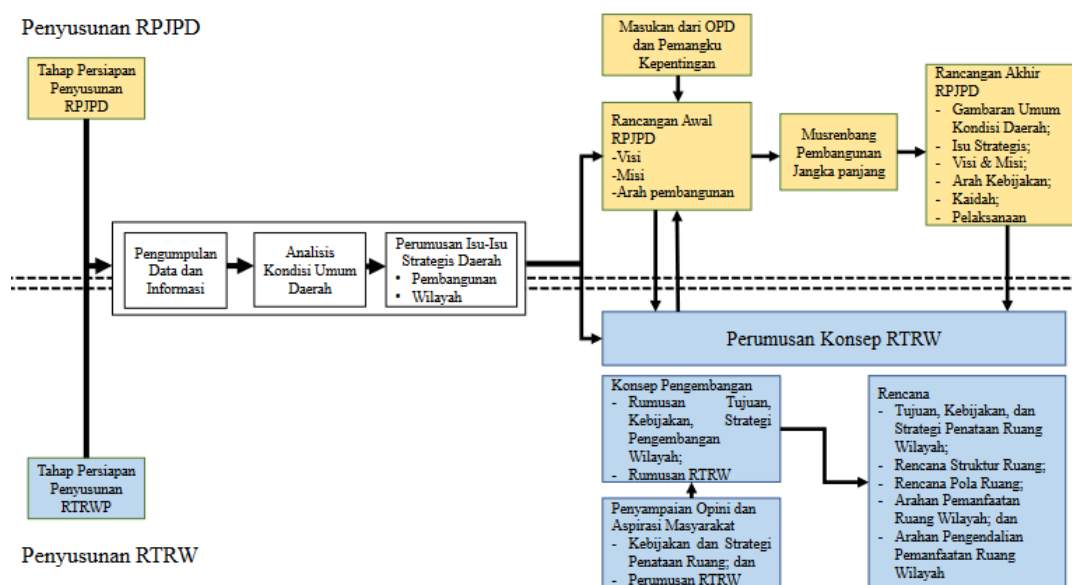 Penyusunan RPJPD
Tahap Persiapan
Penyusunan
RPJPD
Pengumpulan
Data dan
Informasi
Analisis
Kondisi Umum
Daerah
Perumusan Isu-Isu
Strategis Daerah
• Pembangunan
• Wilayah
Masukan dari OPD
dan Pemangku
Kepentingan
Rancangan Awal
RPJPD
-Visi
-Misi
-Arah pembangunan
Musrenbang
Pembangunan
Jangka panjang
Rancangan Akhir
RPJPD
- Gambaran Umum
Kondisi Daerah;
- Isu Strategis;
- Visi & Misi;
- Arah Kebijakan;
- Kaidah;
- Pelaksanaan
Perumusan Konsep RTRW
Konsep Pengembangan
- Rumusan Tujuan,
Kebijakan, Strategi
Pengembangan
Wilayah;
- Rumusan RTRW
Penyampaian Opini dan
Aspirasi Masyarakat
- Kebijakan dan Strategi
Penataan Ruang; dan
- Perumusan RTRW
Rencana
- Tujuan, Kebijakan, dan
Strategi Penataan Ruang
Wilayah;
- Rencana Struktur Ruang;
- Rencana Pola Ruang;
- Arahan Pemanfaatan
Ruang Wilayah; dan
- Arahan Pengendalian
Pemanfaatan Ruang
Wilayah
Tahap Persiapan
Penyusunan
RTRWP
Penyusunan RTRW